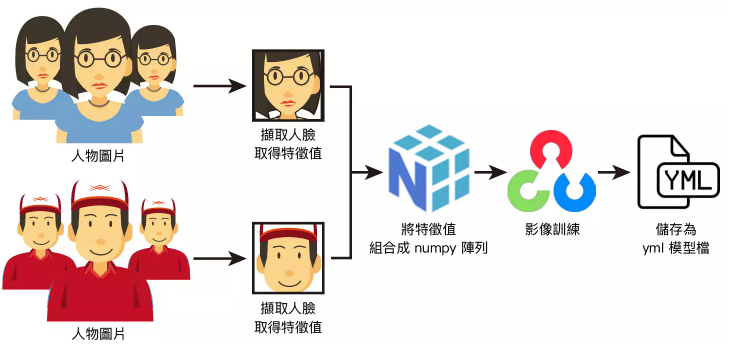 人物圖片
擷取人臉
取得特徵值
人物圖片
擷取人臉
取得特徵值
N
將特徵值
組合成 numpy 陣列
影像訓練
YML
儲存為
yml 模型檔